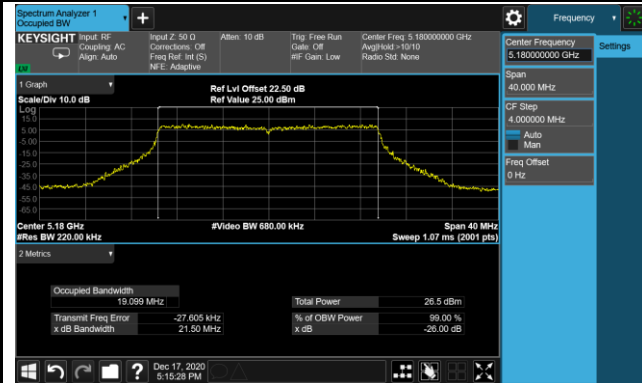 Spectrum Analyzer 1
Occupied BW
Frequency
KEYSIGHT
Input: RF
Coupling: AC
Align: Auto
Input Z: 50 Ω
Corrections: Off
Freq Ref: Int (S)
NFE: Adaptive
Atten: 10 dB
Trig: Free Run
Gate: Off
#IF Gain: Low
Center Freq: 5.180000000 GHz
Avg|Hold:>10/10
Radio Std: None
Center Frequency
5.180000000 GHz
Settings
Span
40.000 MHz
CF Step
4.000000 MHz
Auto
Man
Freq Offset
0 Hz
1 Graph
Scale/Div 10.0 dB
Ref Lvl Offset 22.50 dB
Ref Value 25.00 dBm
Log
15.0
5.00
-5.00
-15.0
-25.0
-35.0
-45.0
-55.0
-65.0
Center 5.18 GHz
#Res BW 220.00 kHz
#Video BW 680.00 kHz
Span 40 MHz
Sweep 1.07 ms (2001 pts)
2 Metrics
Occupied Bandwidth
19.099 MHz
Total Power 26.5 dBm
Transmit Freq Error -27.605 kHz
% of OBW Power 99.00 %
x dB Bandwidth 21.50 MHz
x dB -26.00 dB
?
Dec 17, 2020
5:15:28 PM